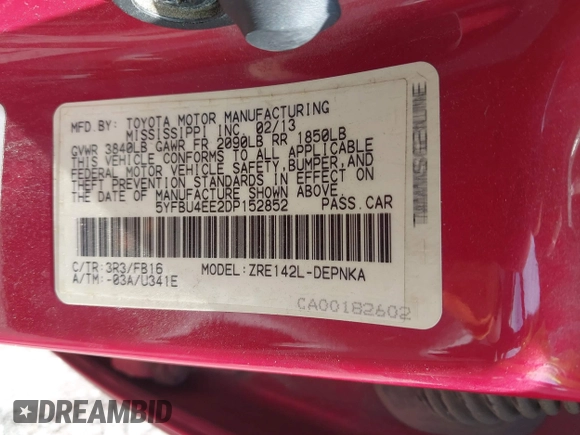 MFD.BY: TOYOTA MOTOR MANUFACTURING
MISSISSIPPI INC 02/13
GVWR 3840LB GAWR FR 2090LB RR 1850LB
THIS VEHICLE CONFORMS TO ALL APPLICABLE
FEDERAL MOTOR VEHICLE SAFETY,BUMPER,AND
THEFT PREVENTION STANDARDS IN EFFECT ON
THE DATE OF MANUFACTURE SHOWN ABOVE.
5YFBU4EE2DP152852 PASS.CAR
C/TR:3R3/FB16 MODEL:ZRE142L-DEPNKA
A/TM:-03A/U341E
CA00182602
DREAMBID